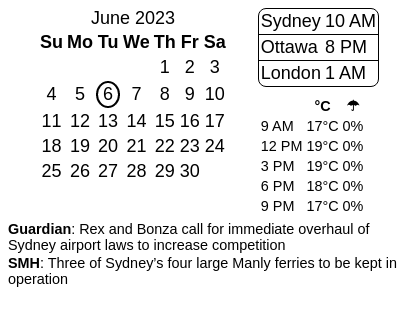 June 2023
Su Mo Tu We Th Fr Sa
1 2 3
4 5 6 7 8 9 10
11 12 13 14 15 16 17
18 19 20 21 22 23 24
25 26 27 28 29 30
Sydney 10 AM
Ottawa 8 PM
London 1 AM
°C ☂
9 AM 17°C 0%
12 PM 19°C 0%
3 PM 19°C 0%
6 PM 18°C 0%
9 PM 17°C 0%
Guardian: Rex and Bonza call for immediate overhaul of
Sydney airport laws to increase competition
SMH: Three of Sydney’s four large Manly ferries to be kept in
operation